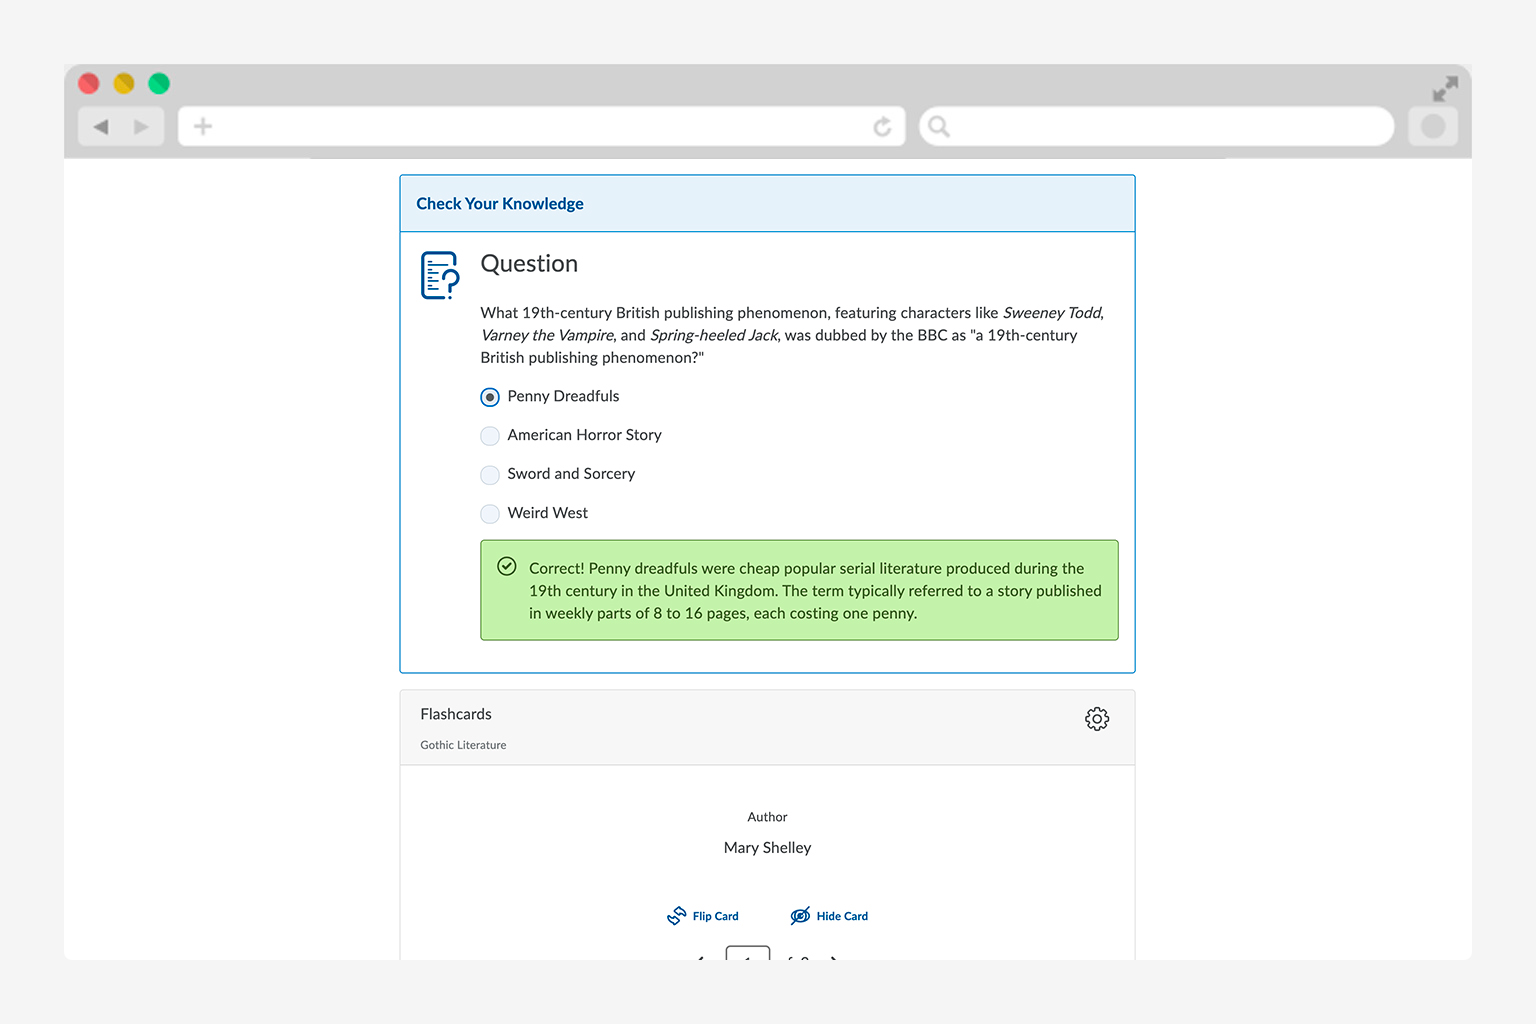 Check Your Knowledge
Question
What 19th-century British publishing phenomenon, featuring characters like Sweeney Todd,
Varney the Vampire, and Spring-heeled Jack, was dubbed by the BBC as "a 19th-century
British publishing phenomenon?"
Penny Dreadfuls
American Horror Story
Sword and Sorcery
Weird West
Correct! Penny dreadfuls were cheap popular serial literature produced during the
19th century in the United Kingdom. The term typically referred to a story published
in weekly parts of 8 to 16 pages, each costing one penny.
Flashcards
Gothic Literature
Author
Mary Shelley
Flip Card Hide Card